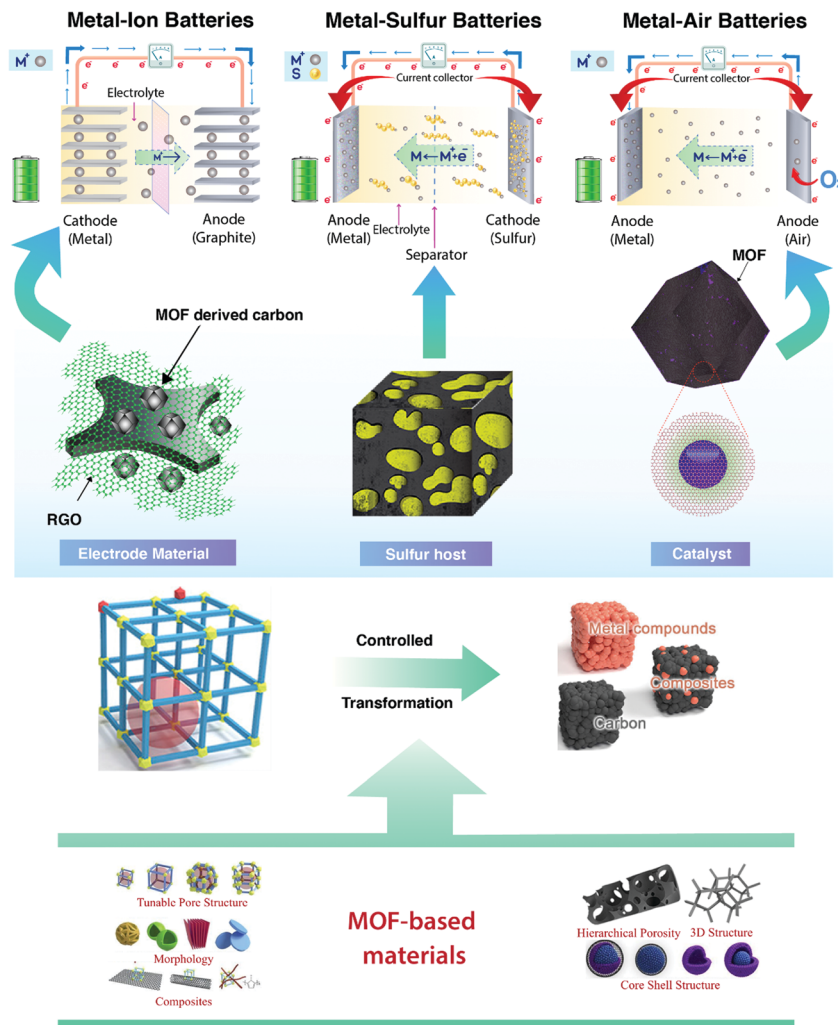 Metal-Ion Batteries
Metal-Sulfur Batteries
Metal-Air Batteries
M+
e-
e-
e-
e-
e-
e-
e-
Electrolyte
M+
Cathode
(Metal)
Anode
(Graphite)
M+
S
e-
e-
e-
e-
e-
e-
Current collector
M←M+e-
Anode
(Metal)
Electrolyte
Separator
Cathode
(Sulfur)
M+
e-
e-
e-
e-
e-
e-
Current collector
M←M+e-
Anode
(Metal)
Anode
(Air)
MOF derived carbon
RGO
MOF
Electrode Material
Sulfur host
Catalyst
Controlled
Transformation
Metal compounds
Composites
Carbon
Tunable Pore Structure
Morphology
Composites
MOF-based
materials
Hierarchical Porosity
3D Structure
Core Shell Structure